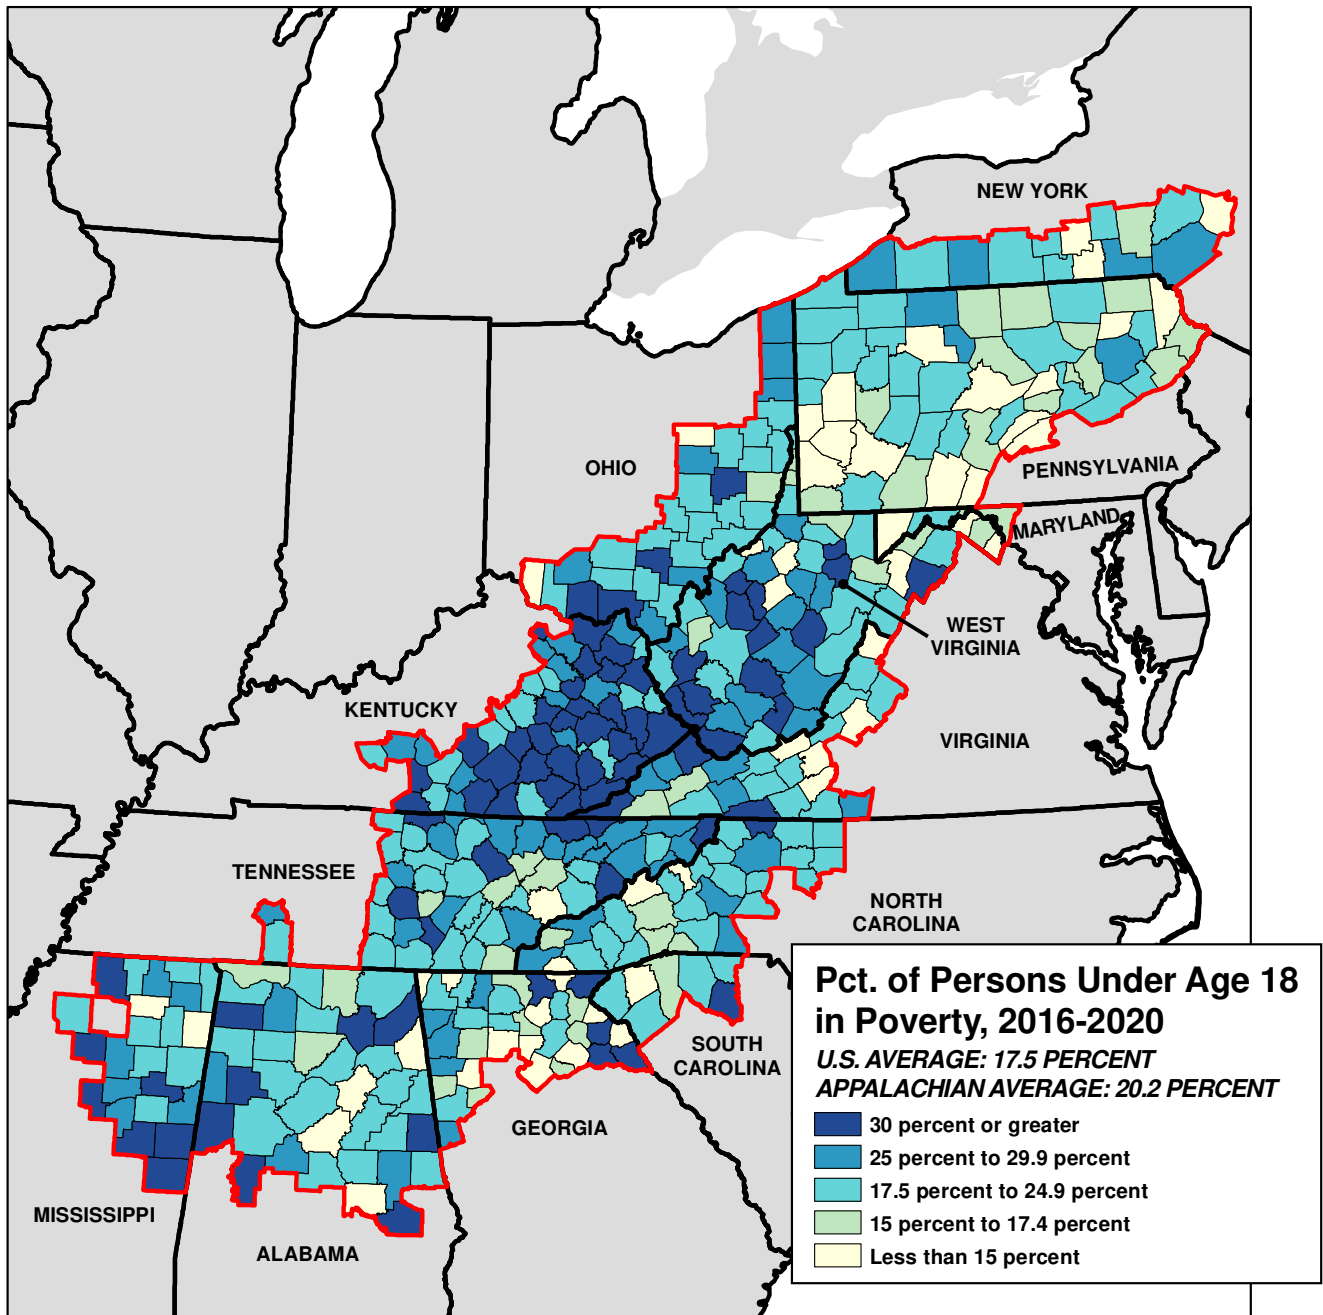 NEW YORK
OHIO
PENNSYLVANIA
MARYLAND
WEST
VIRGINIA
KENTUCKY
VIRGINIA
TENNESSEE
NORTH
CAROLINA
SOUTH
CAROLINA
GEORGIA
MISSISSIPPI
ALABAMA
Pct. of Persons Under Age 18
in Poverty, 2016-2020
U.S. AVERAGE: 17.5 PERCENT
APPALACHIAN AVERAGE: 20.2 PERCENT
30 percent or greater
25 percent to 29.9 percent
17.5 percent to 24.9 percent
15 percent to 17.4 percent
Less than 15 percent